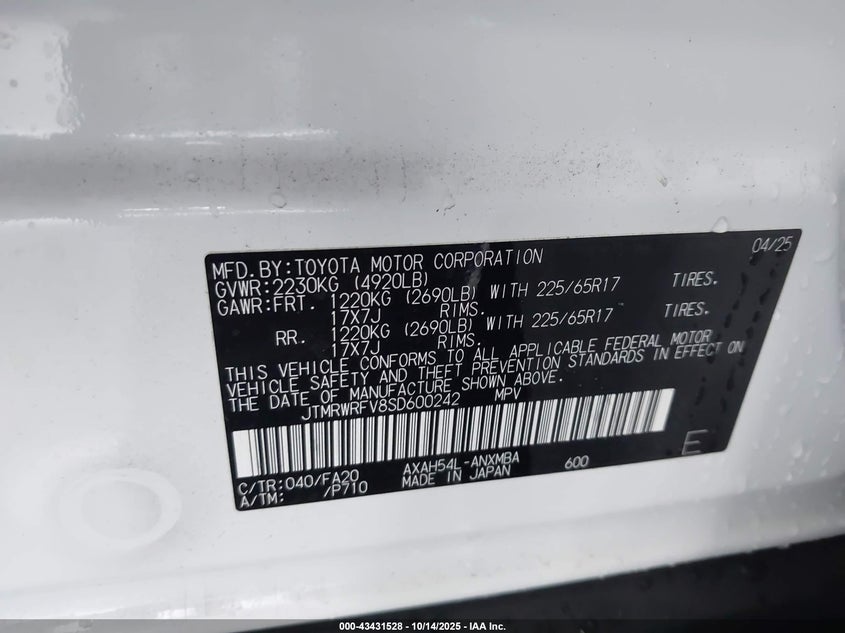 04/25
MFD.BY:TOYOTA MOTOR CORPORATION
GVWR:2230KG (4920LB)
GAWR:FRT. 1220KG (2690LB) WITH 225/65R17 TIRES.
17X7J RIMS.
RR. 1220KG (2690LB) WITH 225/65R17 TIRES.
17X7J RIMS.
THIS VEHICLE CONFORMS TO ALL APPLICABLE FEDERAL MOTOR
VEHICLE SAFETY AND THEFT PREVENTION STANDARDS IN EFFECT ON
THE DATE OF MANUFACTURE SHOWN ABOVE.
JTMRWRFV8SD600242 MPV
C/TR:040/FA20 AXAH54L-ANXMBA 600 E
A/TM: /P710 MADE IN JAPAN
000-43431528 - 10/14/2025 - IAA Inc.